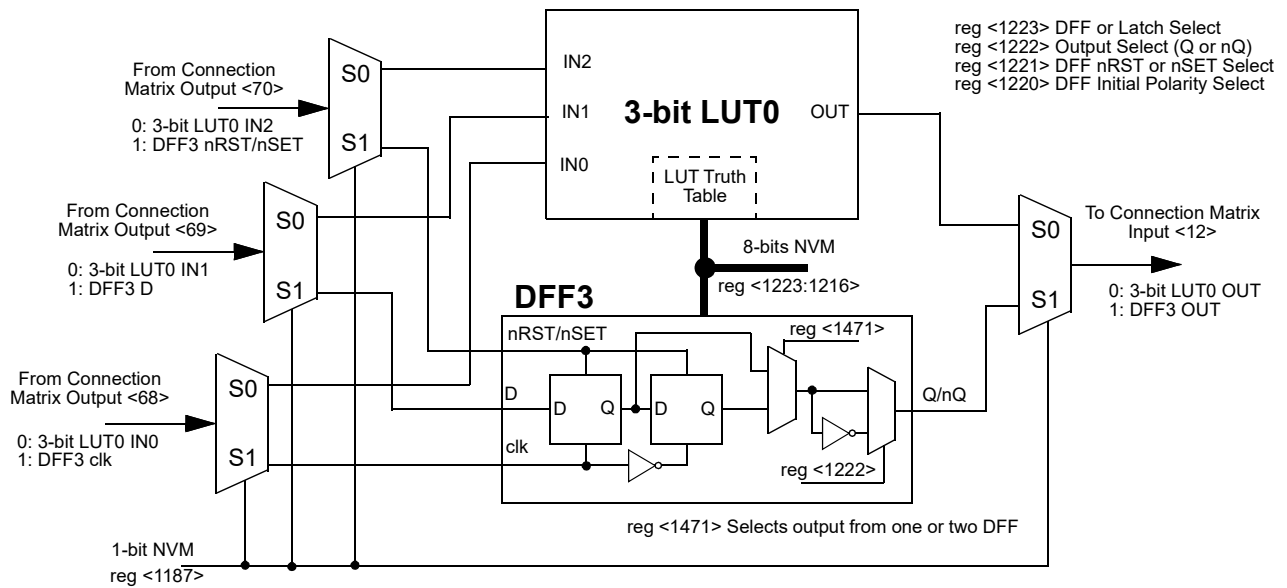 reg <1223> DFF or Latch Select
reg <1222> Output Select (Q or nQ)
reg <1221> DFF nRST or nSET Select
reg <1220> DFF Initial Polarity Select
From Connection
Matrix Output <70>
0: 3-bit LUT0 IN2
1: DFF3 nRST/nSET
S0
S1
IN2
IN1
IN0
3-bit LUT0
OUT
LUT Truth
Table
From Connection
Matrix Output <69>
0: 3-bit LUT0 IN1
1: DFF3 D
S0
S1
8-bits NVM
reg <1223:1216>
To Connection Matrix
Input <12>
0: 3-bit LUT0 OUT
1: DFF3 OUT
S0
S1
DFF3
nRST/nSET
D
clk
D
Q
D
Q
reg <1471>
reg <1222>
Q/nQ
From Connection
Matrix Output <68>
0: 3-bit LUT0 IN0
1: DFF3 clk
S0
S1
reg <1471> Selects output from one or two DFF
1-bit NVM
reg <1187>